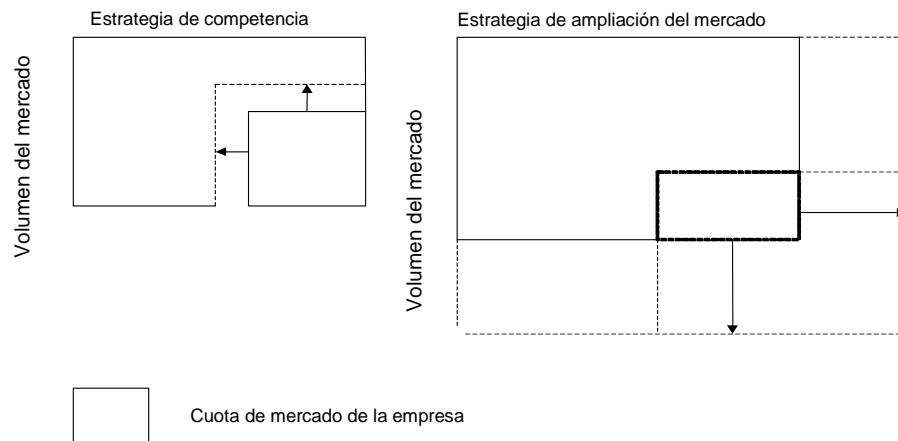 Estrategia de competencia
Estrategia de ampliación del mercado
Volumen del mercado
Volumen del mercado
Cuota de mercado de la empresa